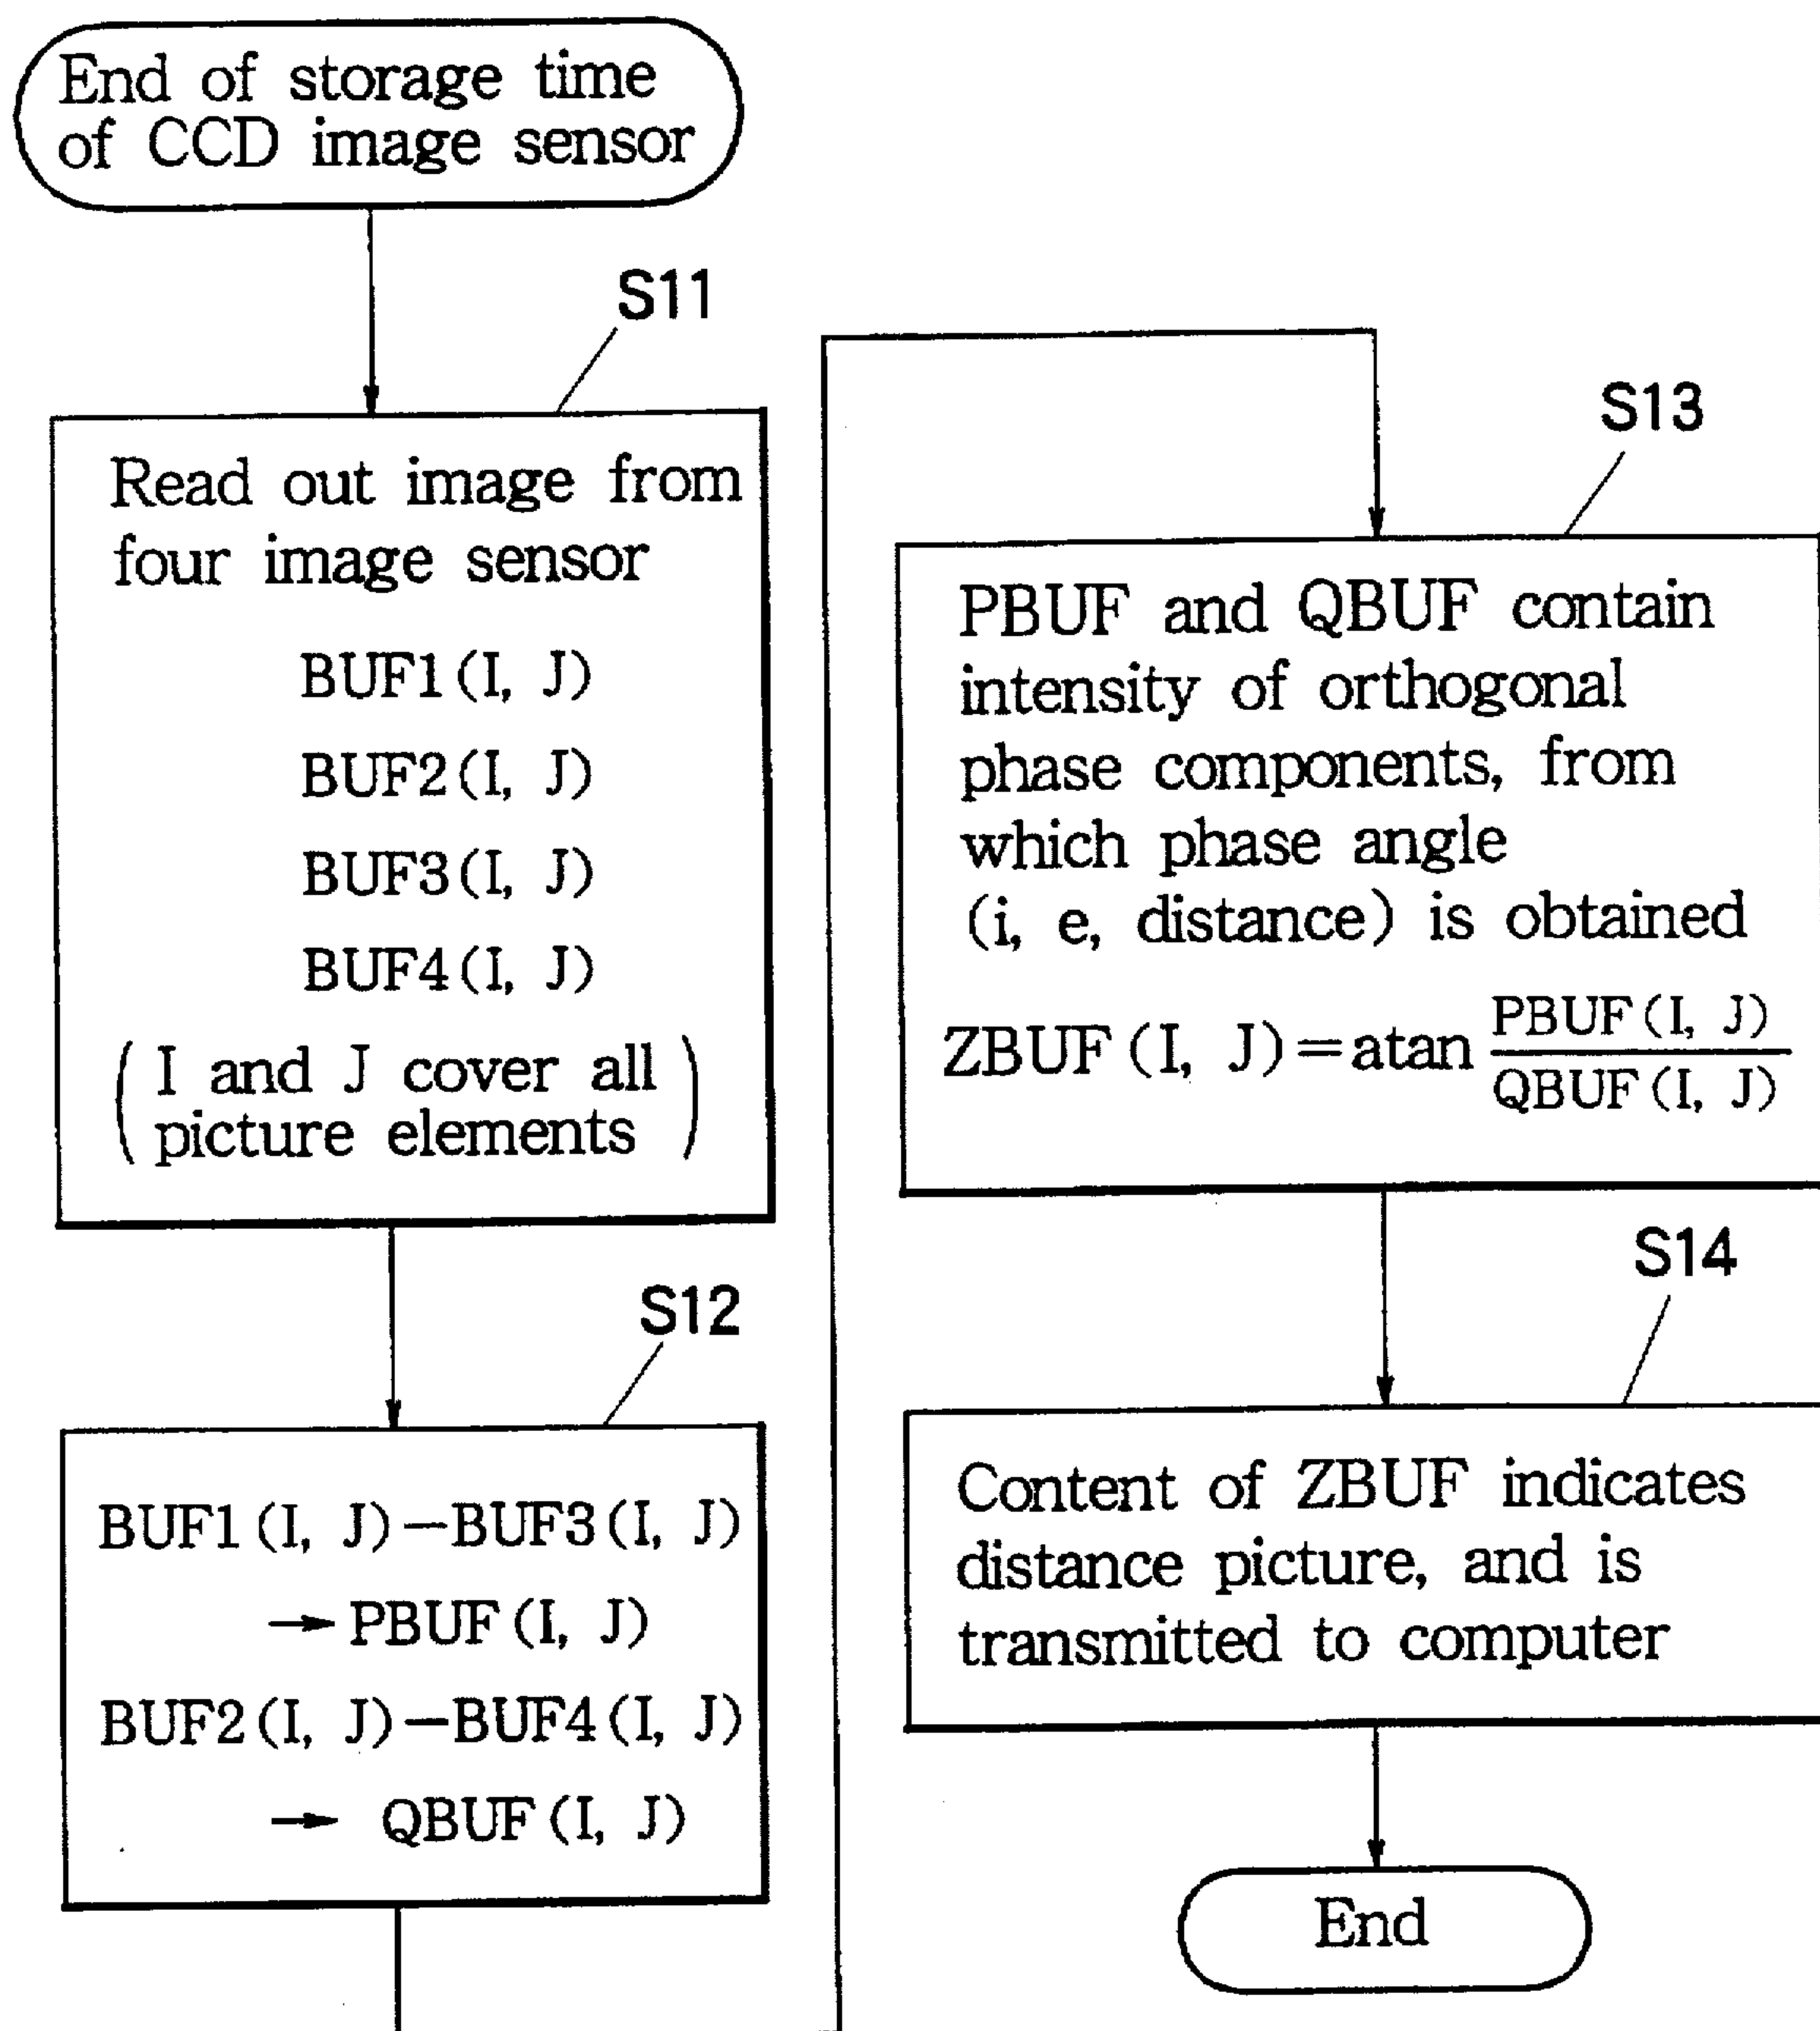 End of storage time
of CCD image sensor
S11
Read out image from
four image sensor
BUF1(I, J)
BUF2(I, J)
BUF3(I, J)
BUF4(I, J)
( I and J cover all
picture elements )
S12
BUF1(I, J)−BUF3(I, J)
→ PBUF(I, J)
BUF2(I, J)−BUF4(I, J)
→ QBUF(I, J)
S13
PBUF and QBUF contain
intensity of orthogonal
phase components, from
which phase angle
(i, e, distance) is obtained
ZBUF(I, J)=atan PBUF(I, J)/QBUF(I, J)
S14
Content of ZBUF indicates
distance picture, and is
transmitted to computer
End